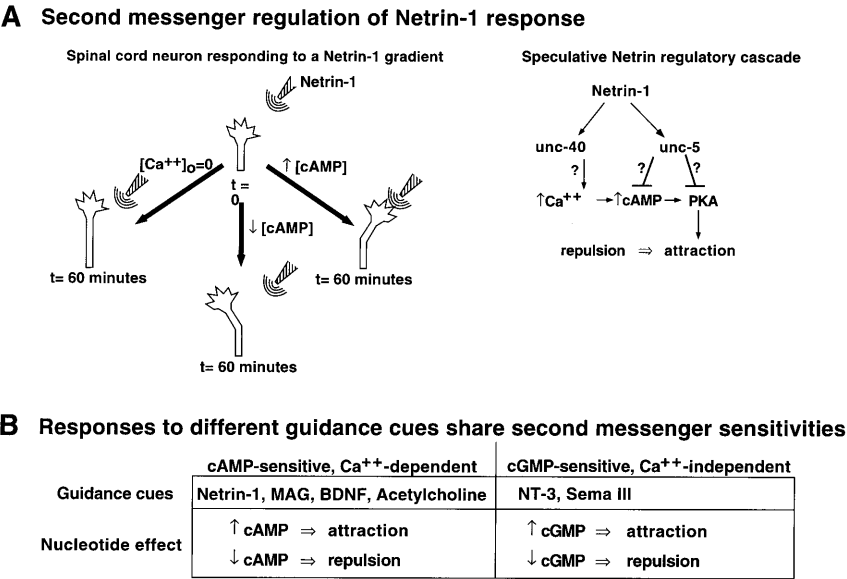 A Second messenger regulation of Netrin-1 response
Spinal cord neuron responding to a Netrin-1 gradient
Netrin-1
[Ca++]o=0
↑ [cAMP]
t =
0
↓ [cAMP]
t= 60 minutes
t= 60 minutes
t= 60 minutes
Speculative Netrin regulatory cascade
Netrin-1
unc-40 unc-5
? ? ?
↑Ca++ → ↑cAMP → PKA
repulsion ⇒ attraction
B Responses to different guidance cues share second messenger sensitivities
cAMP-sensitive, Ca++-dependent cGMP-sensitive, Ca++-independent
Guidance cues Netrin-1, MAG, BDNF, Acetylcholine NT-3, Sema III
Nucleotide effect
↑ cAMP ⇒ attraction ↑ cGMP ⇒ attraction
↓ cAMP ⇒ repulsion ↓ cGMP ⇒ repulsion